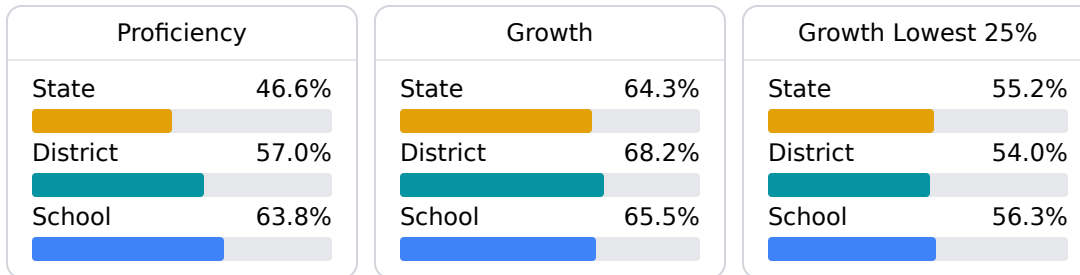 Proficiency
State 46.6%
District 57.0%
School 63.8%
Growth
State 64.3%
District 68.2%
School 65.5%
Growth Lowest 25%
State 55.2%
District 54.0%
School 56.3%